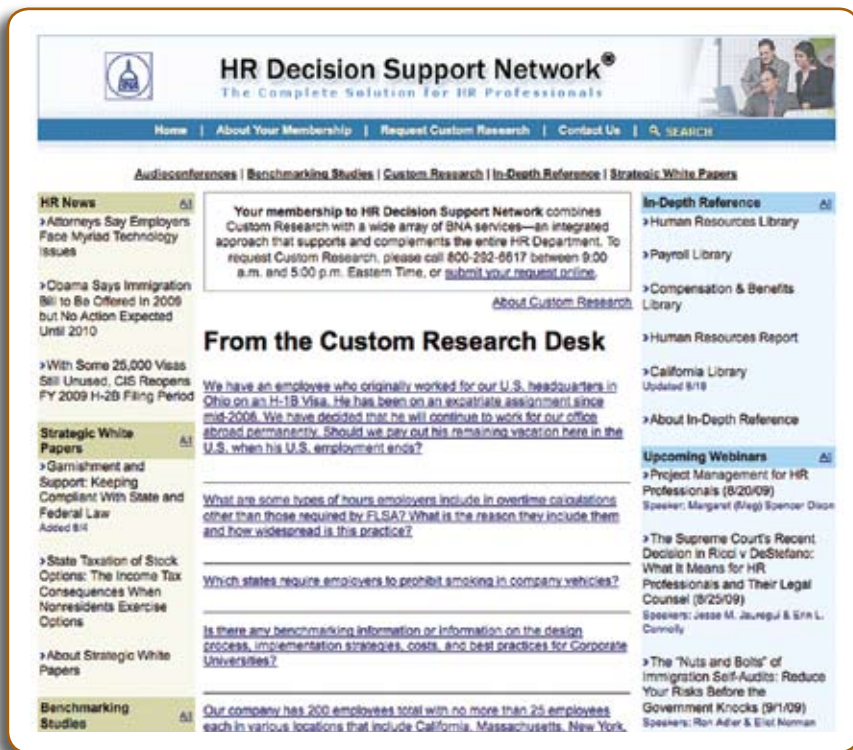 BNA
HR Decision Support Network®
The Complete Solution for HR Professionals
Home | About Your Membership | Request Custom Research | Contact Us | SEARCH
Audioconferences | Benchmarking Studies | Custom Research | In-Depth Reference | Strategic White Papers
HR News All
›Attorneys Say Employers
Face Myriad Technology
Issues
›Obama Says Immigration
Bill to Be Offered In 2009
but No Action Expected
Until 2010
›With Some 25,000 Visas
Still Unused, CIS Reopens
FY 2009 H-2B Filing Period
Strategic White
Papers All
›Garnishment and
Support: Keeping
Compliant With State and
Federal Law
Added 8/4
›State Taxation of Stock
Options: The Income Tax
Consequences When
Nonresidents Exercise
Options
›About Strategic White
Papers
Benchmarking
Studies All
Your membership to HR Decision Support Network combines
Custom Research with a wide array of BNA services—an integrated
approach that supports and complements the entire HR Department. To
request Custom Research, please call 800-292-6617 between 9:00
a.m. and 5:00 p.m. Eastern Time, or submit your request online.
About Custom Research
From the Custom Research Desk
We have an employee who originally worked for our U.S. headquarters in
Ohio on an H-1B Visa. He has been on an expatriate assignment since
mid-2006. We have decided that he will continue to work for our office
abroad permanently. Should we pay out his remaining vacation here in the
U.S. when his U.S. employment ends?
What are some types of hours employers include in overtime calculations
other than those required by FLSA? What is the reason they include them
and how widespread is this practice?
Which states require employers to prohibit smoking in company vehicles?
Is there any benchmarking information or information on the design
process, implementation strategies, costs, and best practices for Corporate
Universities?
Our company has 200 employees total with no more than 25 employees
each in various locations that include California, Massachusetts, New York,
In-Depth Reference All
›Human Resources Library
›Payroll Library
›Compensation & Benefits
Library
›Human Resources Report
›California Library
Updated 8/18
›About In-Depth Reference
Upcoming Webinars All
›Project Management for HR
Professionals (8/20/09)
Speaker: Margaret (Meg) Spencer Dixon
›The Supreme Court's Recent
Decision in Ricci v DeStefano:
What It Means for HR
Professionals and Their Legal
Counsel (8/25/09)
Speakers: Jesse M. Jauregui & Erin L.
Connolly
›The "Nuts and Bolts" of
Immigration Self-Audits: Reduce
Your Risks Before the
Government Knocks (9/1/09)
Speakers: Ron Adler & Eliot Norman